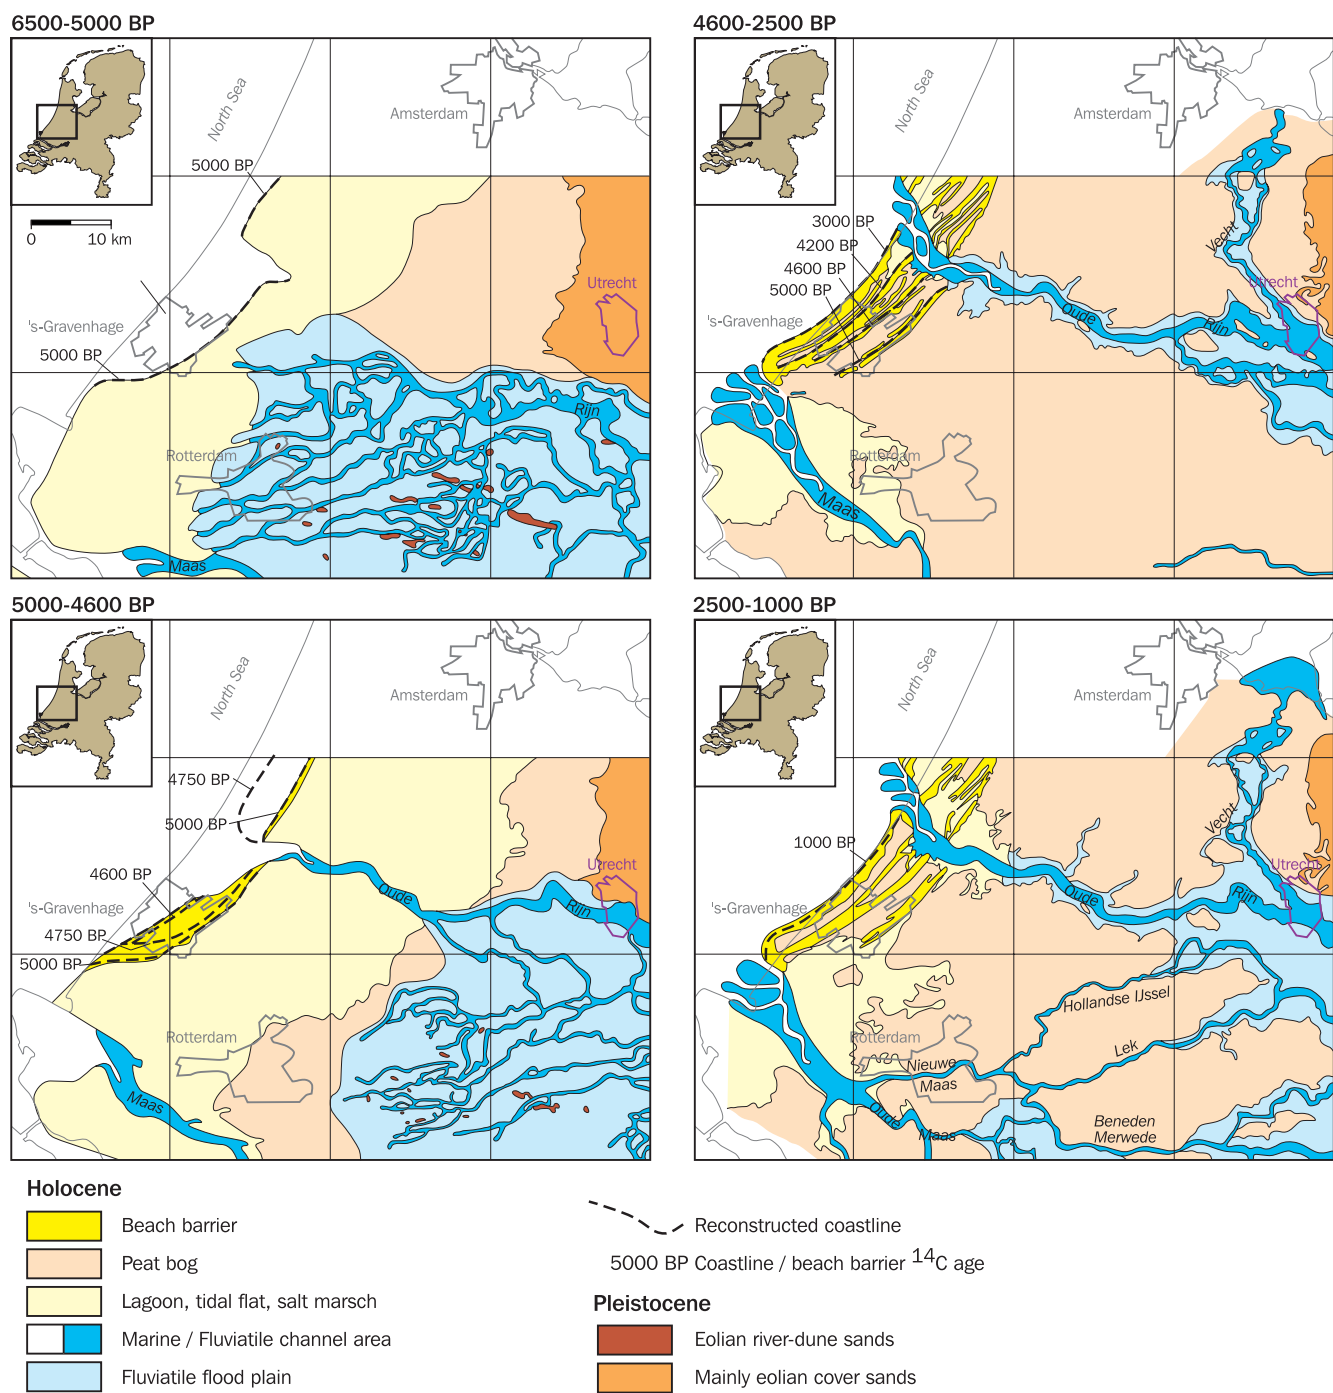 6500-5000 BP
North Sea
Amsterdam
5000 BP
0 10 km
Utrecht
's-Gravenhage
5000 BP
Rijn
Rotterdam
Maas
4600-2500 BP
North Sea
Amsterdam
3000 BP
4200 BP
4600 BP
5000 BP
Vecht
Utrecht
's-Gravenhage
Oude
Rijn
Rotterdam
Maas
5000-4600 BP
North Sea
Amsterdam
4750 BP
5000 BP
4600 BP
Utrecht
's-Gravenhage
Oude
Rijn
4750 BP
5000 BP
Rotterdam
Maas
2500-1000 BP
North Sea
Amsterdam
Vecht
1000 BP
Utrecht
's-Gravenhage
Oude
Rijn
Hollandse IJssel
Rotterdam
Lek
Nieuwe
Maas
Oude
Maas
Beneden
Merwede
Holocene
Beach barrier
Peat bog
Lagoon, tidal flat, salt marsch
Marine / Fluviatile channel area
Fluviatile flood plain
Reconstructed coastline
5000 BP Coastline / beach barrier 14C age
Pleistocene
Eolian river-dune sands
Mainly eolian cover sands